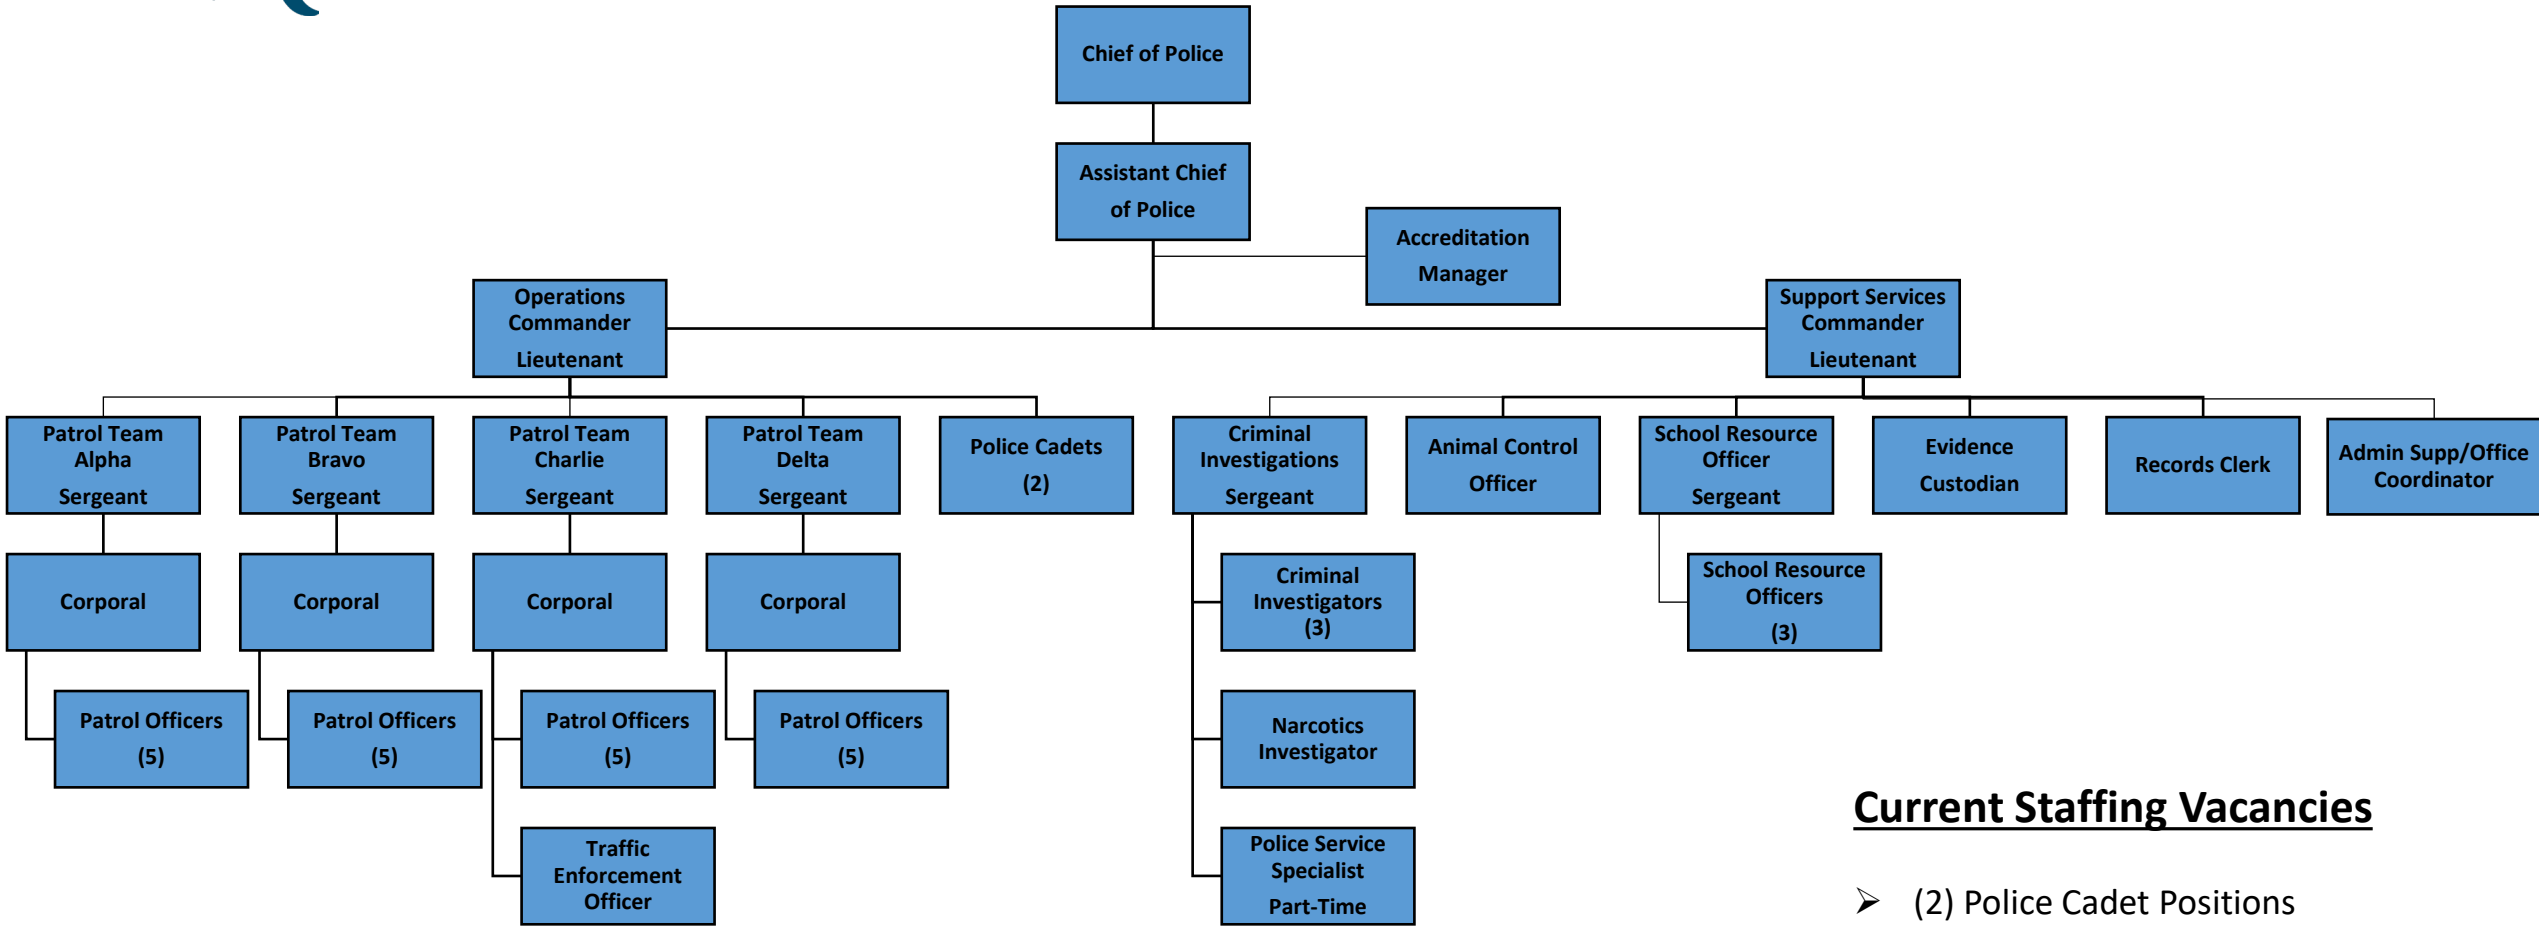 Chief of Police
Assistant Chief
of Police
Accreditation
Manager
Operations
Commander
Lieutenant
Support Services
Commander
Lieutenant
Patrol Team
Alpha
Sergeant
Patrol Team
Bravo
Sergeant
Patrol Team
Charlie
Sergeant
Patrol Team
Delta
Sergeant
Police Cadets
(2)
Criminal
Investigations
Sergeant
Animal Control
Officer
School Resource
Officer
Sergeant
Evidence
Custodian
Records Clerk
Admin Supp/Office
Coordinator
Corporal
Corporal
Corporal
Corporal
Criminal
Investigators
(3)
School Resource
Officers
(3)
Patrol Officers
(5)
Patrol Officers
(5)
Patrol Officers
(5)
Patrol Officers
(5)
Narcotics
Investigator
Traffic
Enforcement
Officer
Police Service
Specialist
Part-Time
Current Staffing Vacancies
➢ (2) Police Cadet Positions